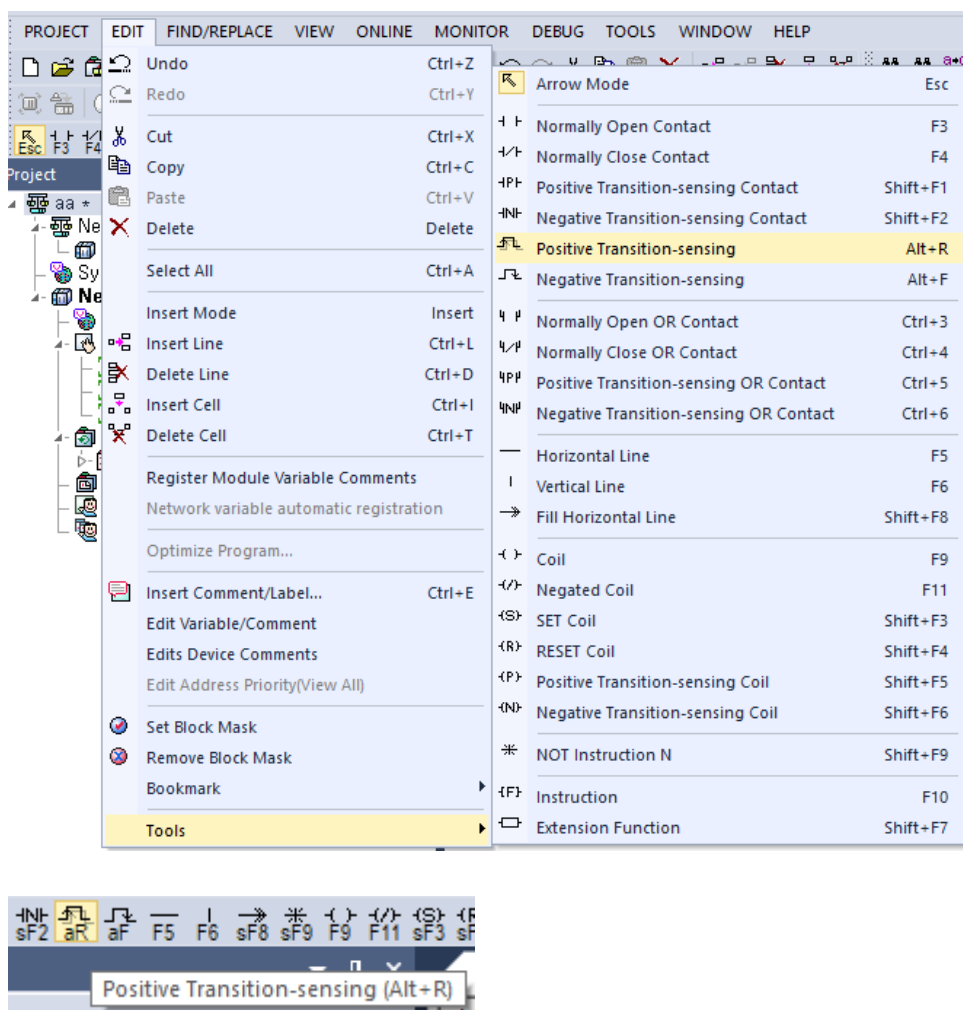 PROJECT EDIT FIND/REPLACE VIEW ONLINE MONITOR DEBUG TOOLS WINDOW HELP
Undo Ctrl+Z
Redo Ctrl+Y
Cut Ctrl+X
Copy Ctrl+C
Paste Ctrl+V
Delete Delete
Select All Ctrl+A
Insert Mode Insert
Insert Line Ctrl+L
Delete Line Ctrl+D
Insert Cell Ctrl+I
Delete Cell Ctrl+T
Register Module Variable Comments
Network variable automatic registration
Optimize Program...
Insert Comment/Label... Ctrl+E
Edit Variable/Comment
Edits Device Comments
Edit Address Priority(View All)
Set Block Mask
Remove Block Mask
Bookmark
Tools
Arrow Mode Esc
Normally Open Contact F3
Normally Close Contact F4
Positive Transition-sensing Contact Shift+F1
Negative Transition-sensing Contact Shift+F2
Positive Transition-sensing Alt+R
Negative Transition-sensing Alt+F
Normally Open OR Contact Ctrl+3
Normally Close OR Contact Ctrl+4
Positive Transition-sensing OR Contact Ctrl+5
Negative Transition-sensing OR Contact Ctrl+6
Horizontal Line F5
Vertical Line F6
Fill Horizontal Line Shift+F8
Coil F9
Negated Coil F11
SET Coil Shift+F3
RESET Coil Shift+F4
Positive Transition-sensing Coil Shift+F5
Negative Transition-sensing Coil Shift+F6
NOT Instruction N Shift+F9
Instruction F10
Extension Function Shift+F7
Esc F3 F4
Project
aa *
Ne
Sy
Ne
sF2 aR aF F5 F6 sF8 sF9 F9 F11 sF3
Positive Transition-sensing (Alt+R)